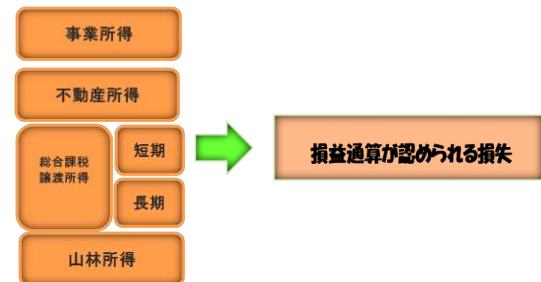 事業所得
不動産所得
総合課税
譲渡所得
短期
長期
山林所得
損益通算が認められる損失